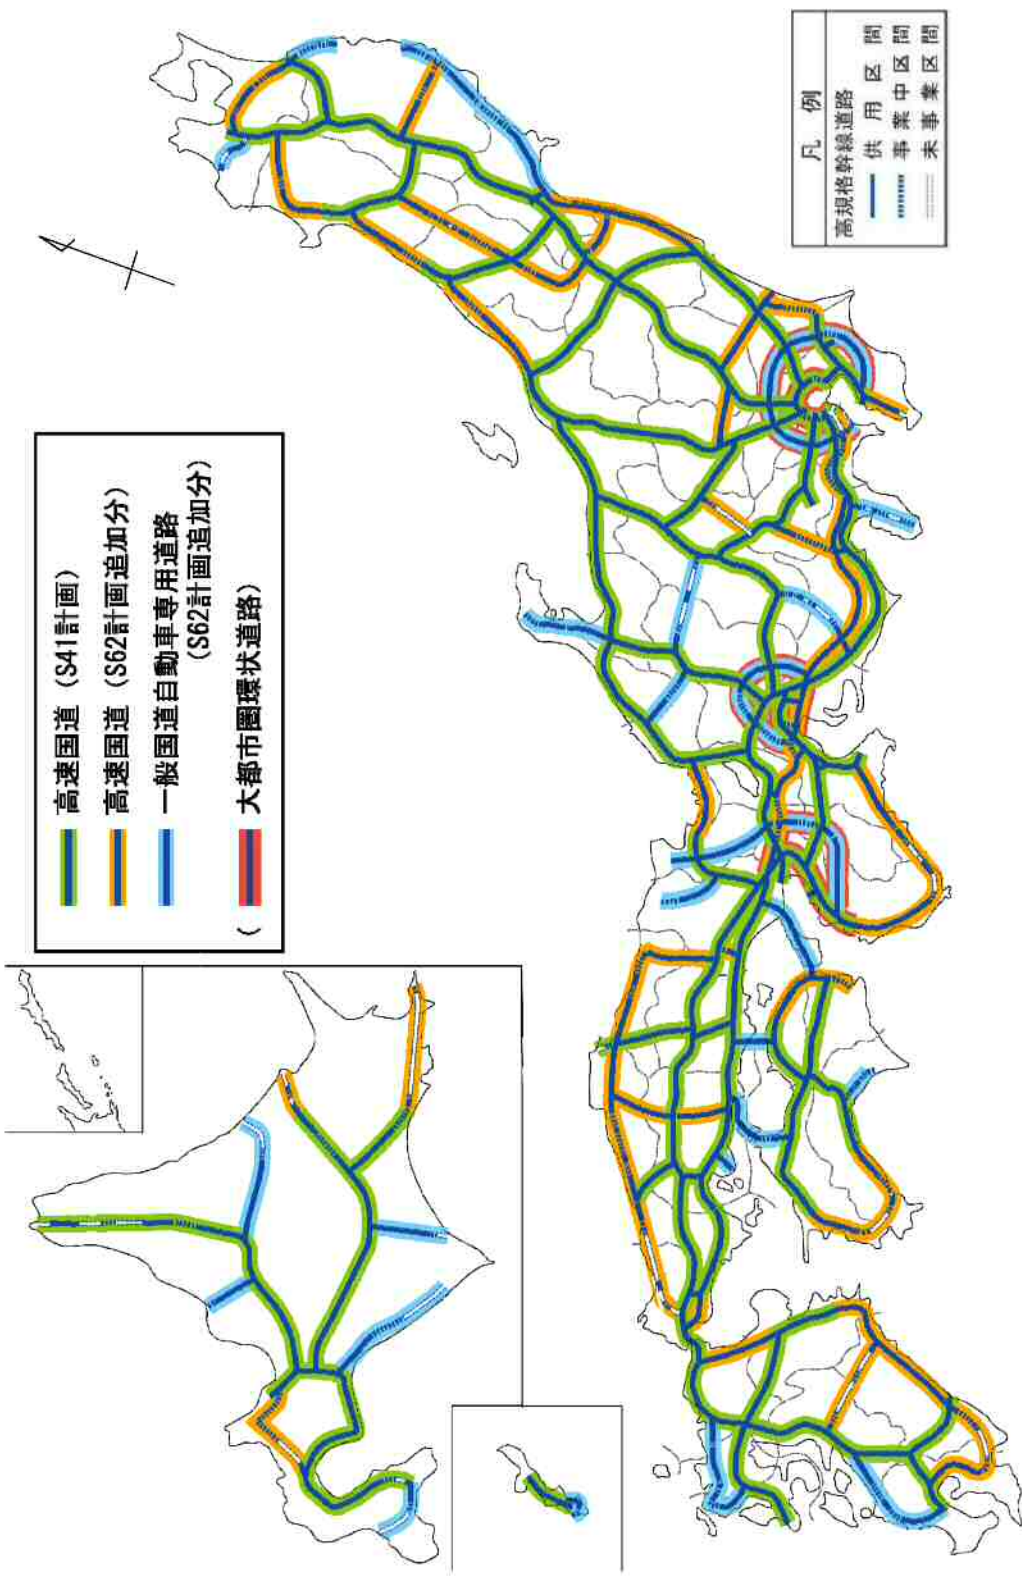 高速国道（S41計画）
高速国道（S62計画追加分）
一般国道自動車専用道路
（S62計画追加分）
（ 大都市圏環状道路）
凡 例
高規格幹線道路
供用区間
事業中区間
未事業区間